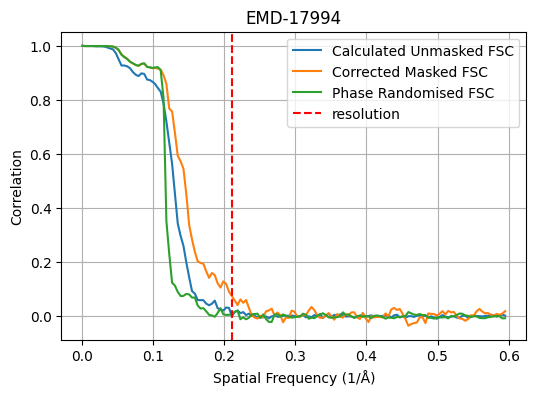 EMD-17994
Calculated Unmasked FSC
Corrected Masked FSC
Phase Randomised FSC
resolution
Correlation
1.0
0.8
0.6
0.4
0.2
0.0
0.0 0.1 0.2 0.3 0.4 0.5 0.6
Spatial Frequency (1/Å)